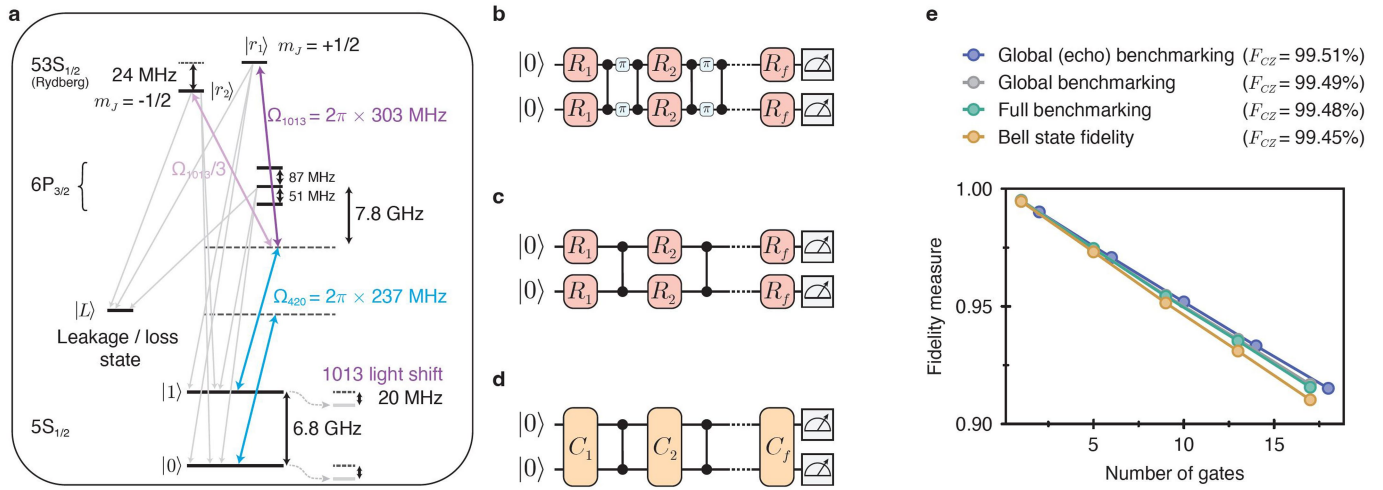 a
53S1/2
(Rydberg)
24 MHz
|r1⟩ mJ = +1/2
mJ = -1/2 |r2⟩
Ω1013 = 2π × 303 MHz
Ω1013/3
6P3/2
87 MHz
51 MHz
7.8 GHz
Ω420 = 2π × 237 MHz
|L⟩
Leakage / loss
state
1013 light shift
|1⟩
20 MHz
5S1/2
6.8 GHz
|0⟩
b
|0⟩ R1 π R2 π Rf
|0⟩ R1 π R2 π Rf
c
|0⟩ R1 R2 Rf
|0⟩ R1 R2 Rf
d
|0⟩
C1 C2 Cf
|0⟩
e
Global (echo) benchmarking (FCZ = 99.51%)
Global benchmarking (FCZ = 99.49%)
Full benchmarking (FCZ = 99.48%)
Bell state fidelity (FCZ = 99.45%)
1.00
0.95
0.90
Fidelity measure
5 10 15
Number of gates